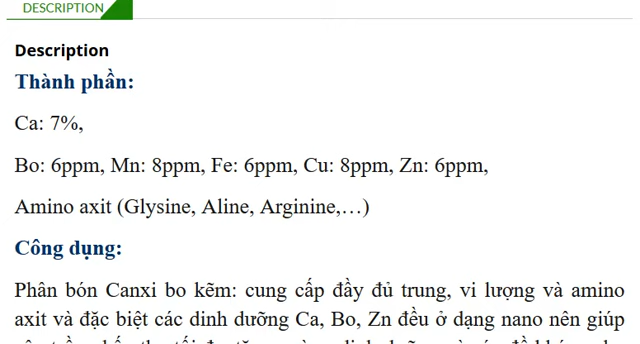 DESCRIPTION
Description
Thành phần:
Ca: 7%,
Bo: 6ppm, Mn: 8ppm, Fe: 6ppm, Cu: 8ppm, Zn: 6ppm,
Amino axit (Glysine, Aline, Arginine,…)
Công dụng:
Phân bón Canxi bo kẽm: cung cấp đầy đủ trung, vi lượng và amino
axit và đặc biệt các dinh dưỡng Ca, Bo, Zn đều ở dạng nano nên giúp